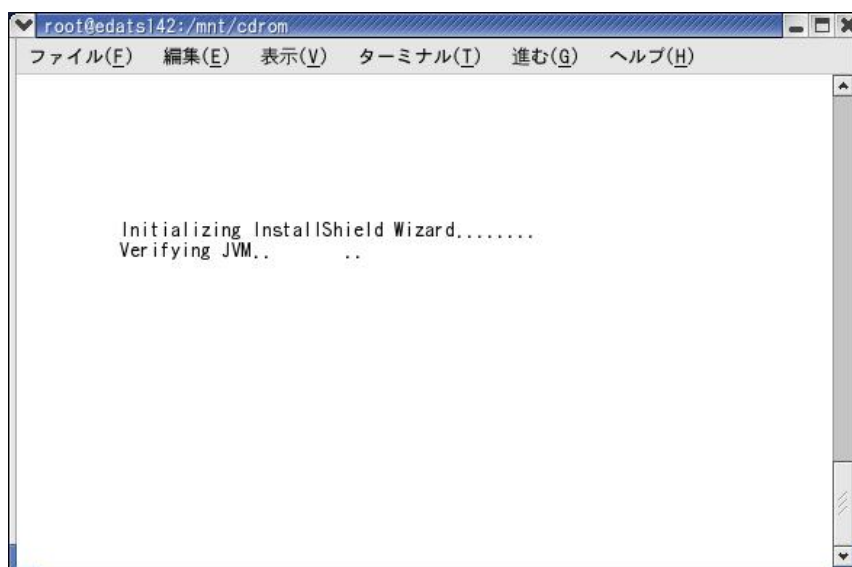 root@edats142:/mnt/cdrom
ファイル(F) 編集(E) 表示(V) ターミナル(T) 進む(G) ヘルプ(H)
Initializing InstallShield Wizard........
Verifying JVM.. ..